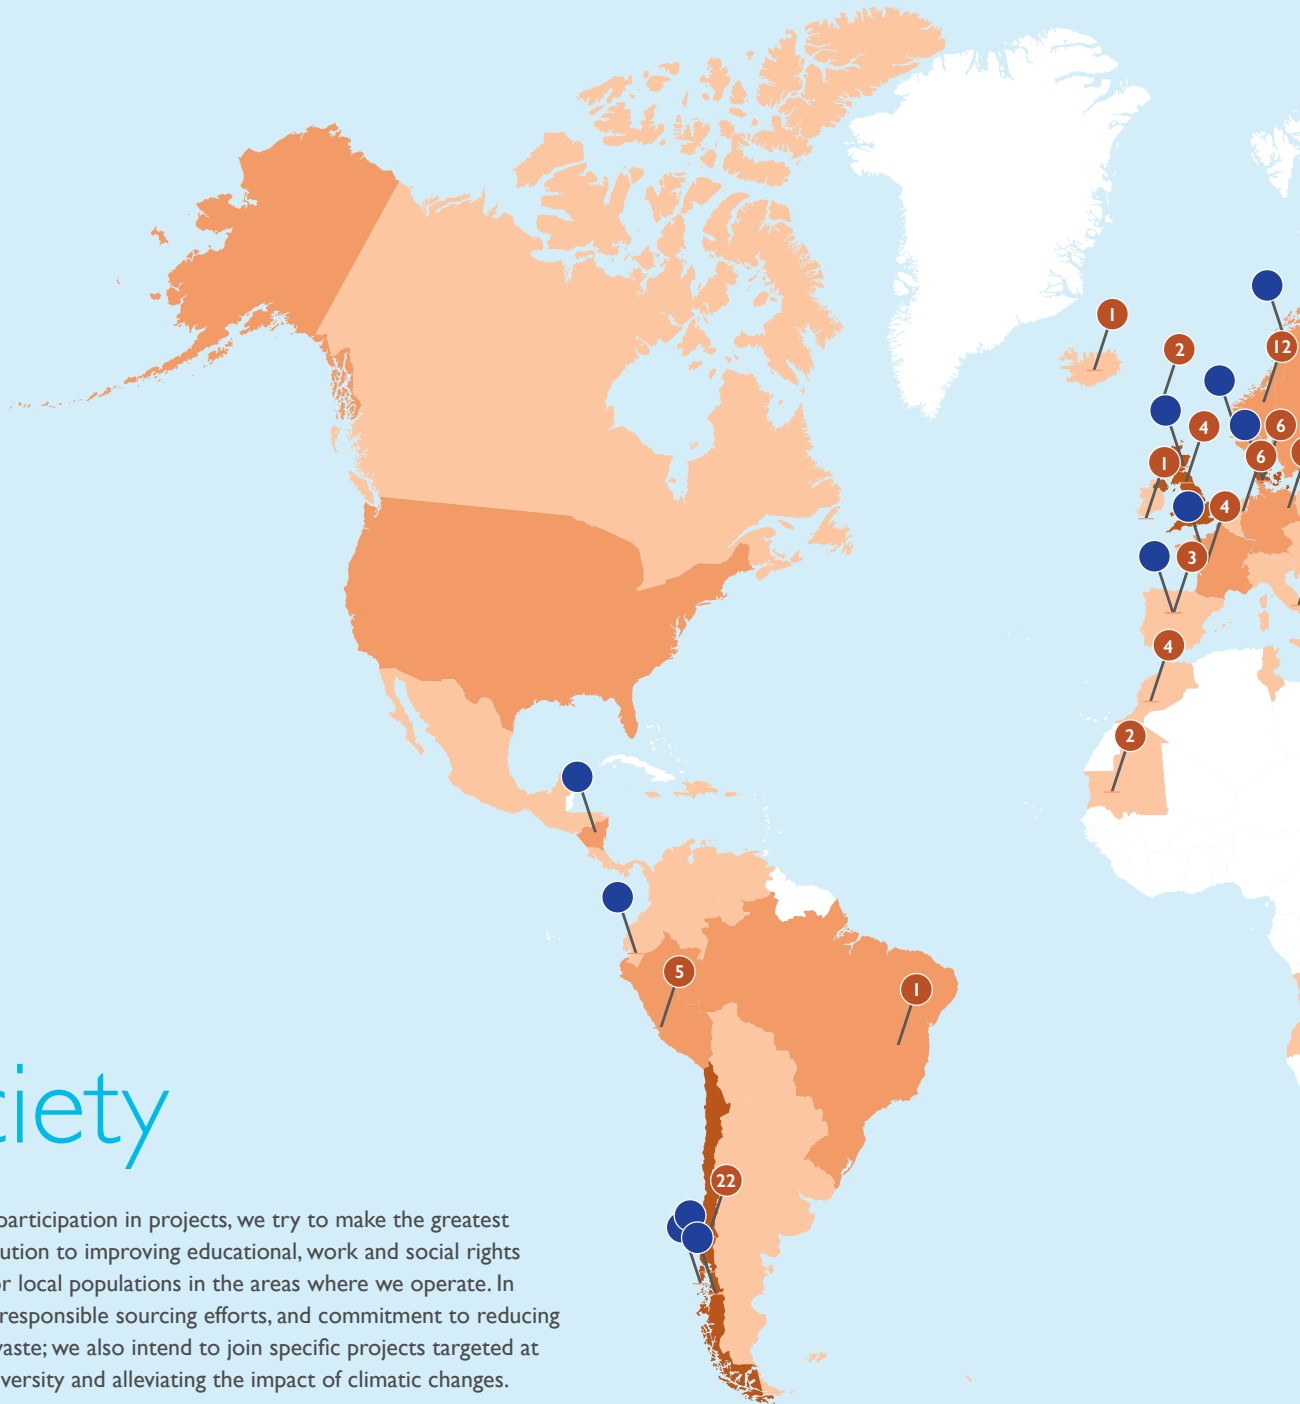 1
2
12
4
6
1
6
4
3
4
2
5
1
ciety
22
participation in projects, we try to make the greatest
ution to improving educational, work and social rights
or local populations in the areas where we operate. In
responsible sourcing efforts, and commitment to reducing
waste; we also intend to join specific projects targeted at
versity and alleviating the impact of climatic changes.